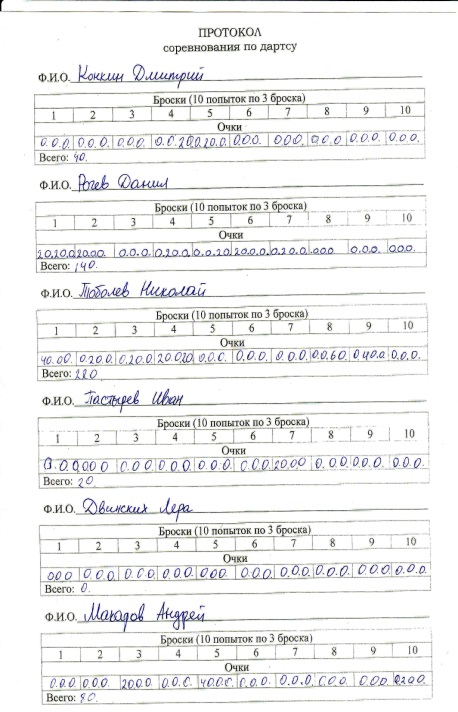 ПРОТОКОЛ
соревнования по дартсу
Ф.И.О. Конкин Дмитрий
Броски (10 попыток по 3 броска)
1 2 3 4 5 6 7 8 9 10
Очки
0.0.0. 0.0.0. 0.0.0. 0.0.20. 0.20.0. 0.0.0. 0.0.0. 0.0.0 0.0.0. 0.0.0.
Всего: 40.
Ф.И.О. Рочев Данил
Броски (10 попыток по 3 броска)
1 2 3 4 5 6 7 8 9 10
Очки
20.20.0 20.0.0 0.0.0. 0.20.0. 0.0.20 20.0.0. 0.20.0. 0.0.0 0.0.0. 0.0.0.
Всего: 140.
Ф.И.О. Тюболев Николай
Броски (10 попыток по 3 броска)
1 2 3 4 5 6 7 8 9 10
Очки
40.0.0. 0.20.0. 0.20.0. 20.0.20 0.0.0. 0.0.0. 0.0.0. 0.0.60. 0.40.0 0.0.0.
Всего: 220
Ф.И.О. Пастырев Иван
Броски (10 попыток по 3 броска)
1 2 3 4 5 6 7 8 9 10
Очки
0.0.0 0.0.0 0.0.0 0.0.0. 0.0.0 0.0.0 20.0.0 0.0.0. 0.0.0. 0.0.0.
Всего: 20.
Ф.И.О. Двинских Лера
Броски (10 попыток по 3 броска)
1 2 3 4 5 6 7 8 9 10
Очки
0.0.0 0.0.0. 0.0.0 0.0.0. 0.0.0. 0.0.0. 0.0.0. 0.0.0. 0.0.0 0.0.0.
Всего: 0.
Ф.И.О. Макадов Андрей
Броски (10 попыток по 3 броска)
1 2 3 4 5 6 7 8 9 10
Очки
0.0.0. 0.0.0. 20.0.0. 0.0.0. 40.0.0. 0.0.0. 0.0.0 0.0.0. 0.0.0. 0.20.0
Всего: 80.